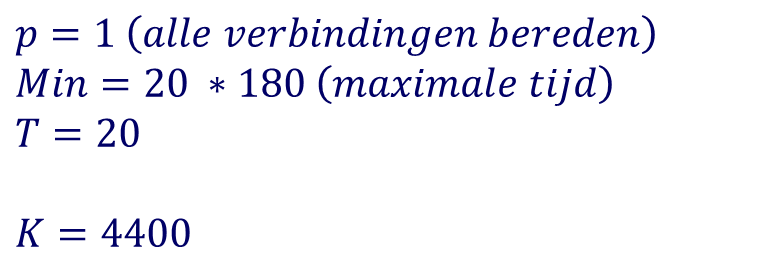 p = 1 (alle verbindingen bereden)
Min = 20 * 180 (maximale tijd)
T = 20
K = 4400